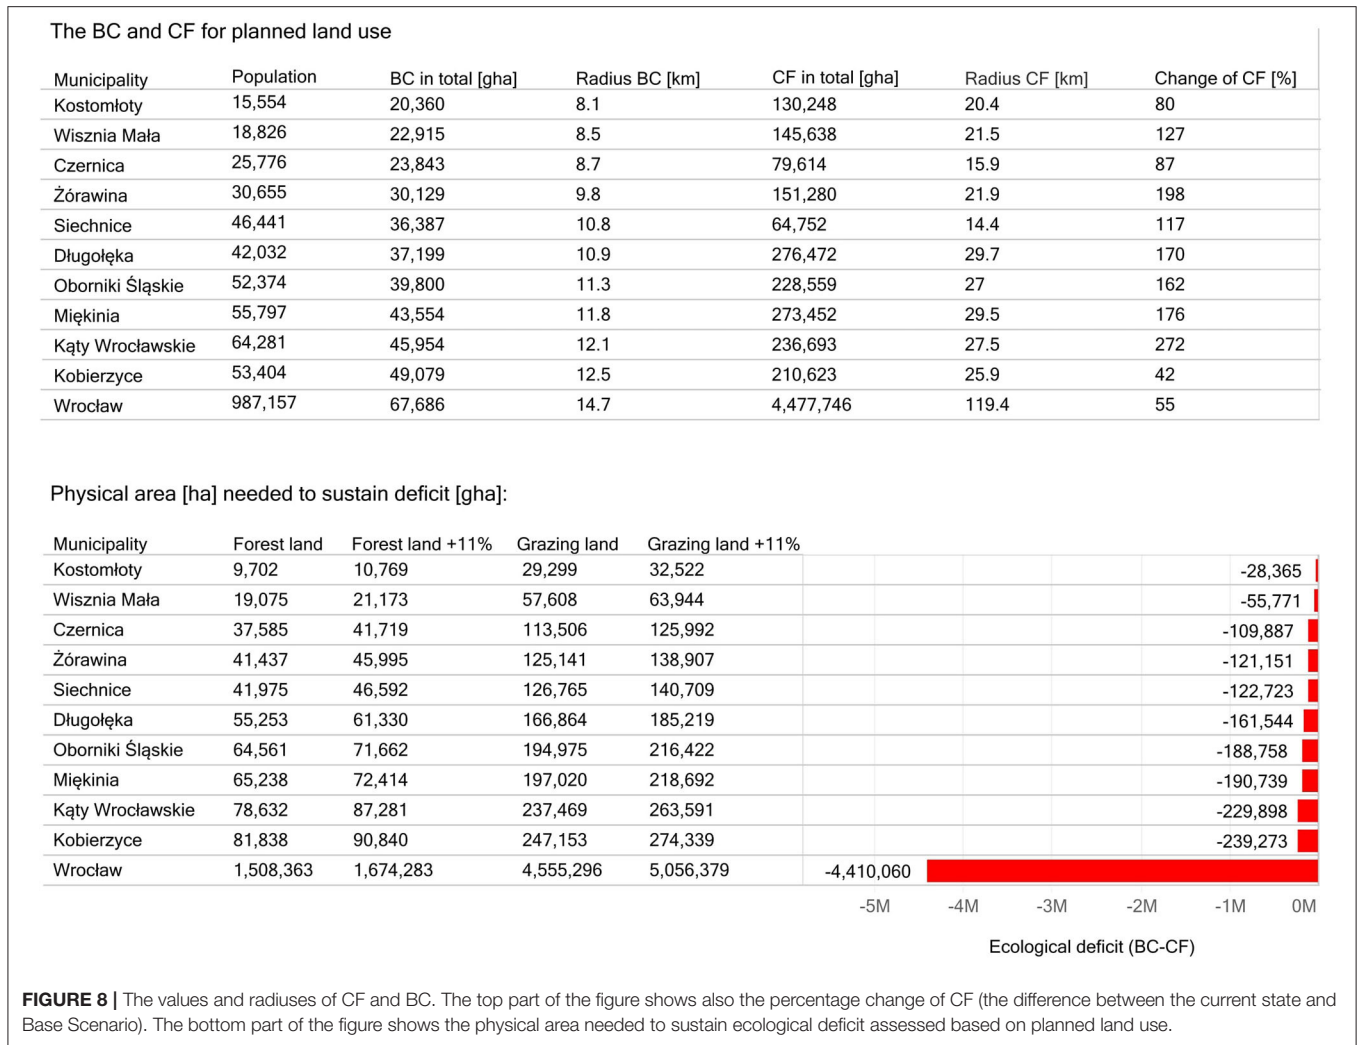 The BC and CF for planned land use
Municipality Population BC in total [gha] Radius BC [km] CF in total [gha] Radius CF [km] Change of CF [%]
Kostomłoty 15,554 20,360 8.1 130,248 20.4 80
Wisznia Mała 18,826 22,915 8.5 145,638 21.5 127
Czernica 25,776 23,843 8.7 79,614 15.9 87
Żórawina 30,655 30,129 9.8 151,280 21.9 198
Siechnice 46,441 36,387 10.8 64,752 14.4 117
Długołęka 42,032 37,199 10.9 276,472 29.7 170
Oborniki Śląskie 52,374 39,800 11.3 228,559 27 162
Miękinia 55,797 43,554 11.8 273,452 29.5 176
Kąty Wrocławskie 64,281 45,954 12.1 236,693 27.5 272
Kobierzyce 53,404 49,079 12.5 210,623 25.9 42
Wrocław 987,157 67,686 14.7 4,477,746 119.4 55
Physical area [ha] needed to sustain deficit [gha]:
Municipality Forest land Forest land +11% Grazing land Grazing land +11%
Kostomłoty 9,702 10,769 29,299 32,522 -28,365
Wisznia Mała 19,075 21,173 57,608 63,944 -55,771
Czernica 37,585 41,719 113,506 125,992 -109,887
Żórawina 41,437 45,995 125,141 138,907 -121,151
Siechnice 41,975 46,592 126,765 140,709 -122,723
Długołęka 55,253 61,330 166,864 185,219 -161,544
Oborniki Śląskie 64,561 71,662 194,975 216,422 -188,758
Miękinia 65,238 72,414 197,020 218,692 -190,739
Kąty Wrocławskie 78,632 87,281 237,469 263,591 -229,898
Kobierzyce 81,838 90,840 247,153 274,339 -239,273
Wrocław 1,508,363 1,674,283 4,555,296 5,056,379 -4,410,060
-5M -4M -3M -2M -1M 0M
Ecological deficit (BC-CF)
FIGURE 8 | The values and radiuses of CF and BC. The top part of the figure shows also the percentage change of CF (the difference between the current state and
Base Scenario). The bottom part of the figure shows the physical area needed to sustain ecological deficit assessed based on planned land use.